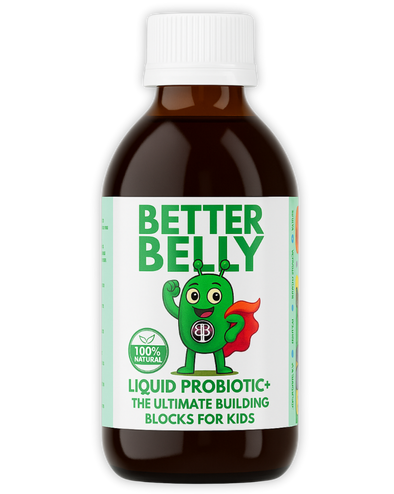 BETTER
BELLY
100%
NATURAL
LIQUID PROBIOTIC+
THE ULTIMATE BUILDING
BLOCKS FOR KIDS